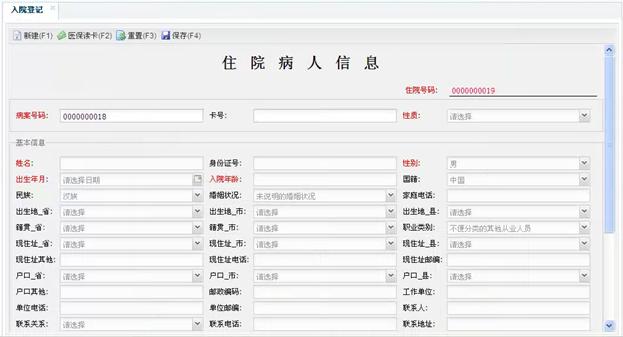 入院登记
新建(F1) 医保读卡(F2) 重置(F3) 保存(F4)
住院病人信息
住院号码: 0000000019
病案号码: 0000000018 卡号: 性质: 请选择
基本信息
姓名: 身份证号: 性别: 男
出生年月: 请选择日期 入院年龄: 国籍: 中国
民族: 汉族 婚姻状况: 未说明的婚姻状况 家庭电话:
出生地_省: 请选择 出生地_市: 请选择 出生地_县: 请选择
籍贯_省: 请选择 籍贯_市: 请选择 职业类别: 不便分类的其他从业人员
现住址_省: 请选择 现住址_市: 请选择 现住址_县: 请选择
现住址其他: 现住址电话: 现住址邮编:
户口_省: 请选择 户口_市: 请选择 户口_县: 请选择
户口其他: 邮政编码: 工作单位:
单位电话: 单位邮编: 联系人:
联系关系: 请选择 联系电话: 联系地址: